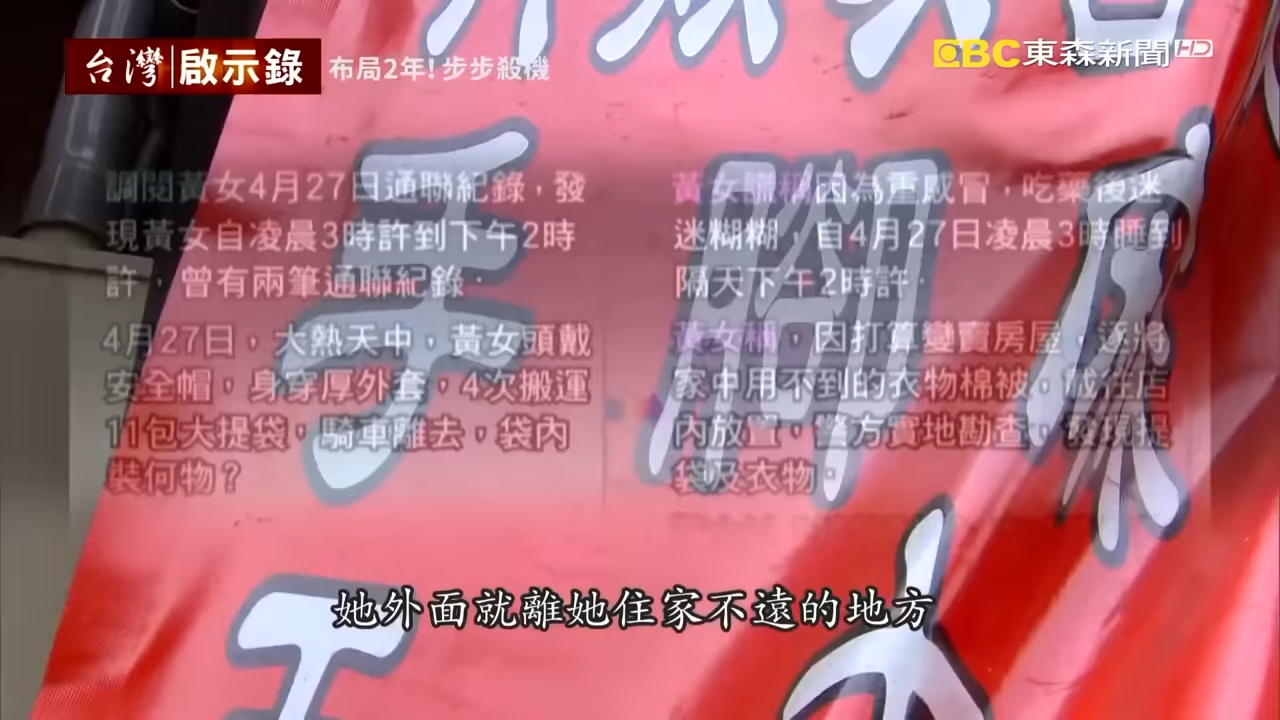 台灣啟示錄 布局2年!步步殺機
EBC東森新聞HD
調閱黃女4月27日通聯紀錄，發
現黃女自凌晨3時許到下午2時
許，曾有兩筆通聯紀錄．
4月27日，大熱天中，黃女頭戴
安全帽，身穿厚外套，4次搬運
11包大提袋，騎車離去，袋內
裝何物？
黃女謊稱因為重感冒，吃藥後迷
迷糊糊，自4月27日凌晨3時睡到
隔天下午2時許．
黃女稱，因打算變賣房屋，逐將
家中用不到的衣物棉被，載往店
內放置，警方實地勘查，發現提
袋及衣物．
手腳
她外面就離她住家不遠的地方